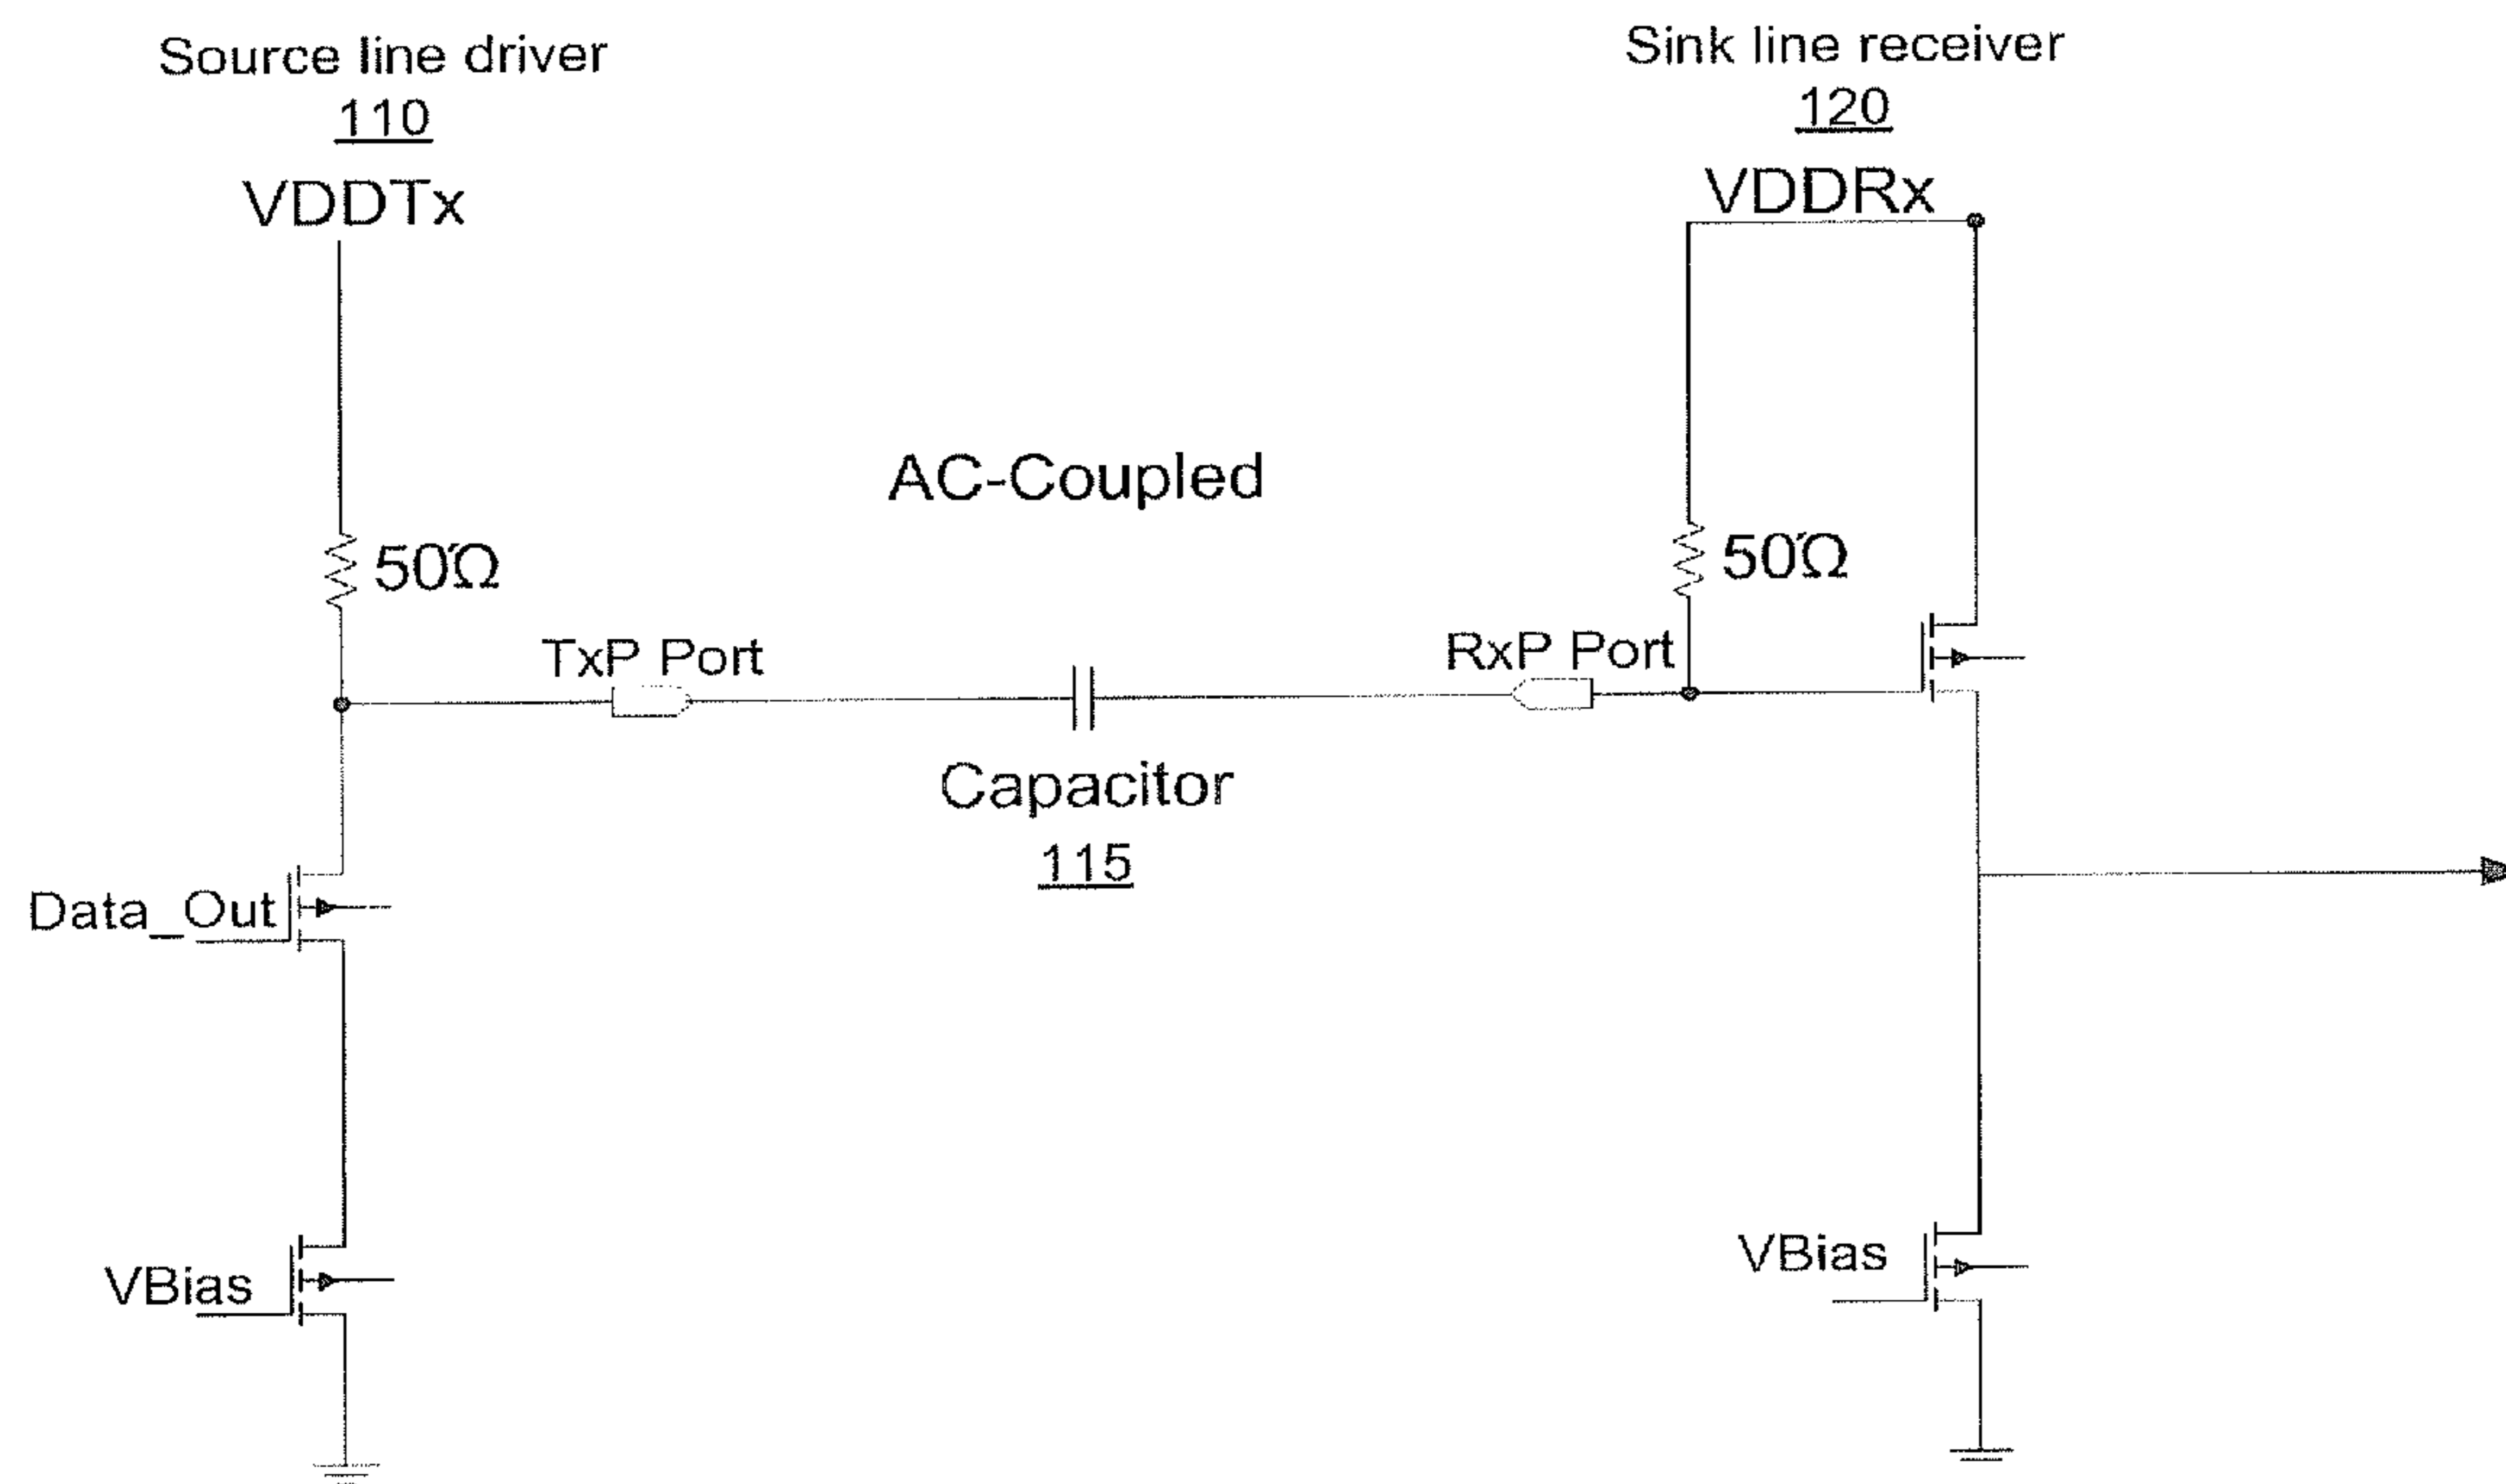 Source line driver
110
VDDTx
Sink line receiver
120
VDDRx
AC-Coupled
50Ω
50Ω
TxP Port
RxP Port
Capacitor
115
Data_Out
VBias
VBias